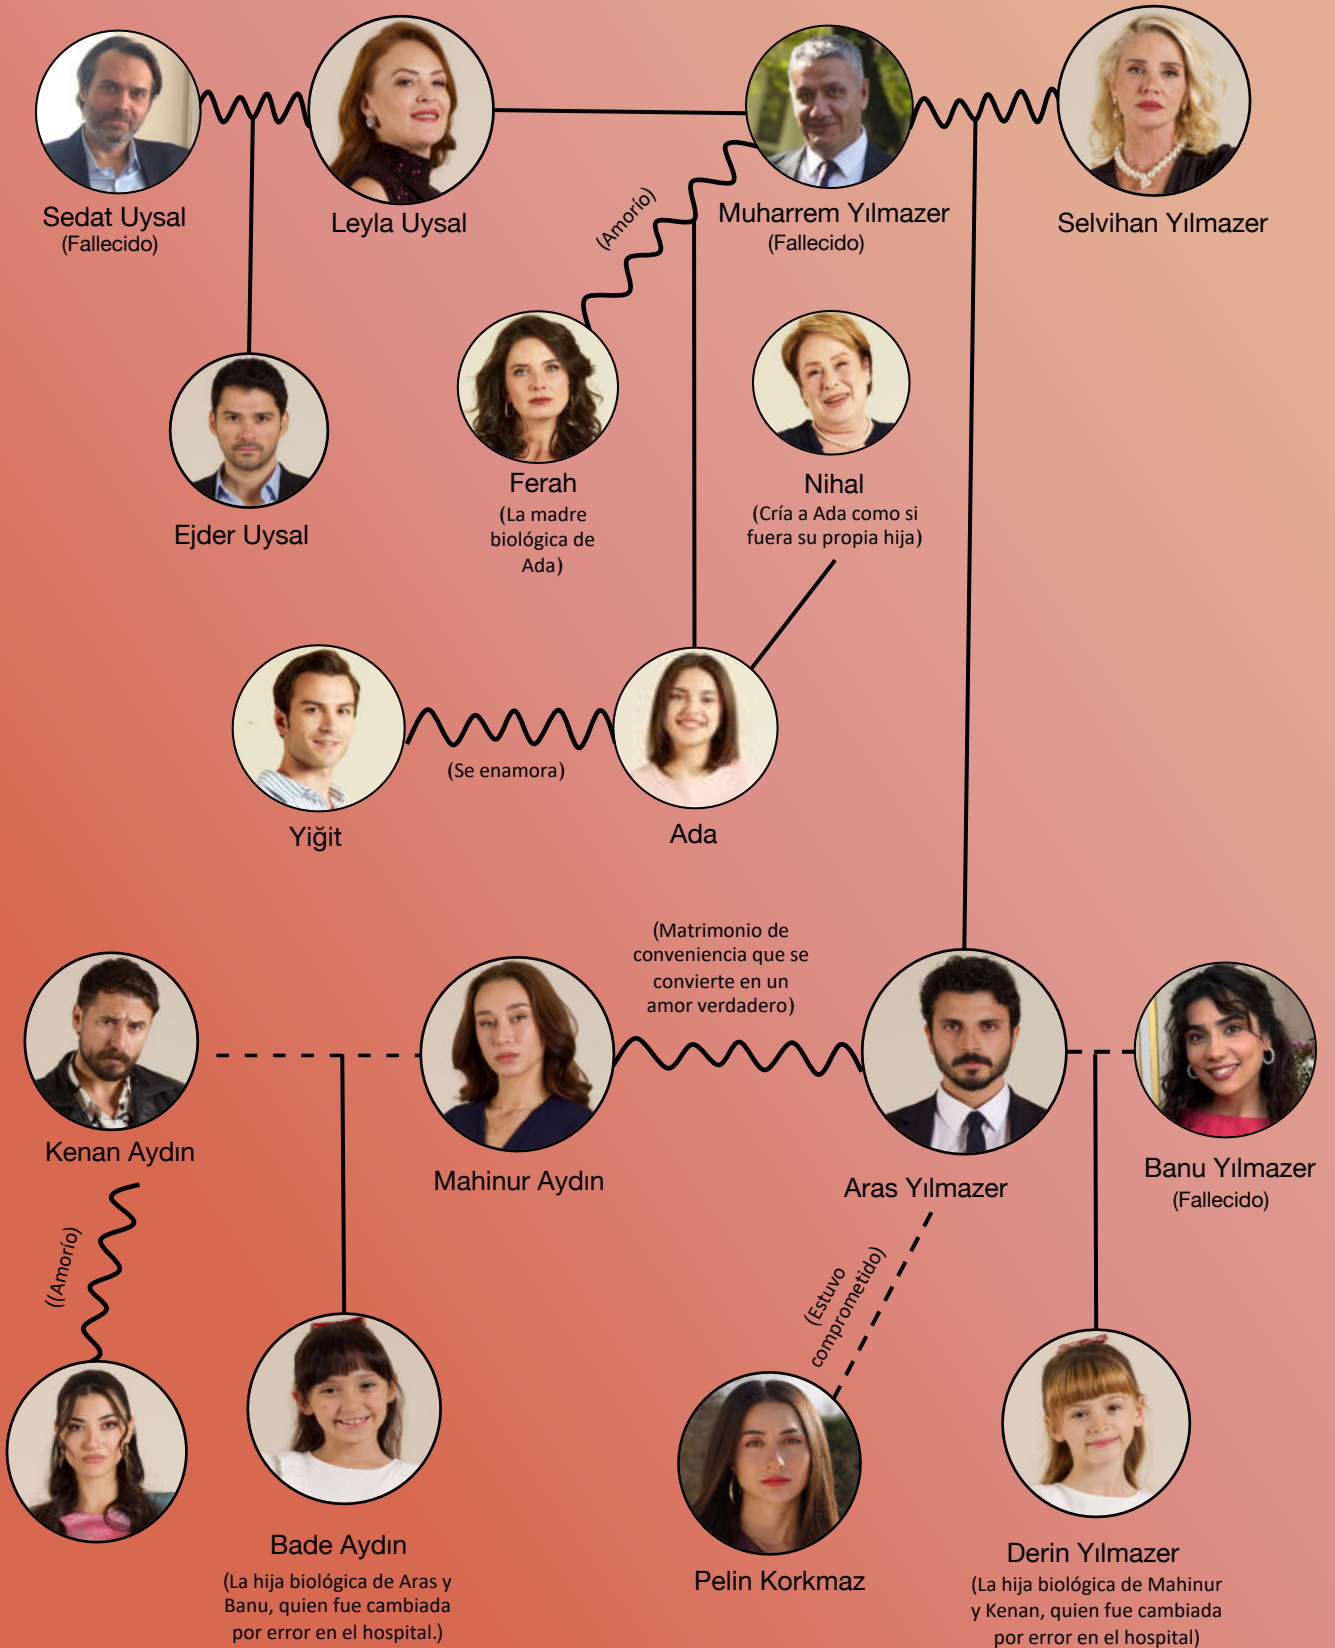 Sedat Uysal
(Fallecido)
Leyla Uysal
Muharrem Yılmazer
(Fallecido)
Selvihan Yılmazer
(Amorío)
Ejder Uysal
Ferah
(La madre
biológica de
Ada)
Nihal
(Cría a Ada como si
fuera su propia hija)
Yiğit
(Se enamora)
Ada
(Matrimonio de
conveniencia que se
convierte en un
amor verdadero)
Kenan Aydın
Mahinur Aydın
Aras Yılmazer
Banu Yılmazer
(Fallecido)
((Amorío)
(Estuvo
comprometido)
Bade Aydın
(La hija biológica de Aras y
Banu, quien fue cambiada
por error en el hospital.)
Pelin Korkmaz
Derin Yılmazer
(La hija biológica de Mahinur
y Kenan, quien fue cambiada
por error en el hospital)